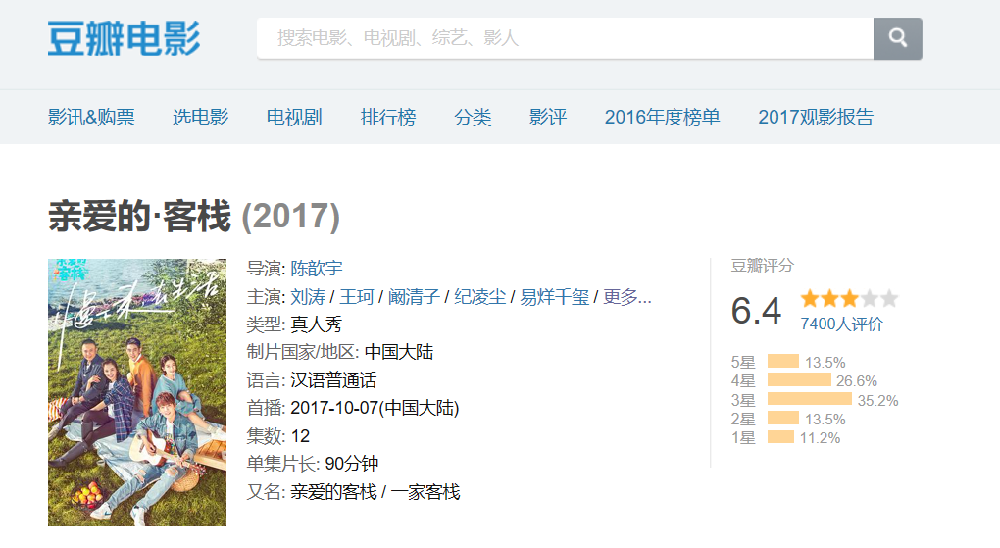 豆瓣电影
搜索电影、电视剧、综艺、影人
影讯&购票 选电影 电视剧 排行榜 分类 影评 2016年度榜单 2017观影报告
亲爱的·客栈 (2017)
亲爱的
客栈
慢下来 去生活
导演: 陈歆宇
主演: 刘涛 / 王珂 / 阚清子 / 纪凌尘 / 易烊千玺 / 更多...
类型: 真人秀
制片国家/地区: 中国大陆
语言: 汉语普通话
首播: 2017-10-07(中国大陆)
集数: 12
单集片长: 90分钟
又名: 亲爱的客栈 / 一家客栈
豆瓣评分
6.4
7400人评价
5星 13.5%
4星 26.6%
3星 35.2%
2星 13.5%
1星 11.2%